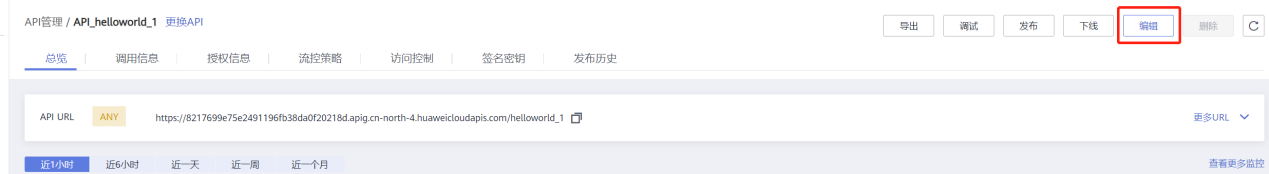 API管理 / API_helloworld_1 更换API 导出 调试 发布 下线 编辑 删除
总览 调用信息 授权信息 流控策略 访问控制 签名密钥 发布历史
API URL ANY https://8217699e75e2491196fb38da0f20218d.apig.cn-north-4.huaweicloudapis.com/helloworld_1 更多URL
近1小时 近6小时 近一天 近一周 近一个月 查看更多监控